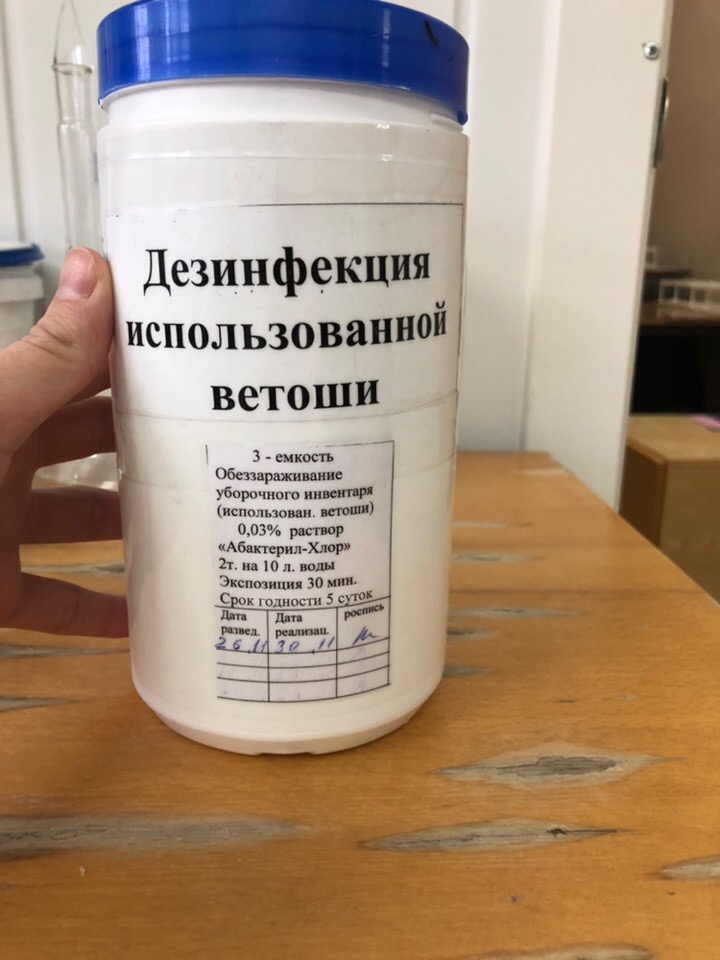 Дезинфекция
использованной
ветоши
3 - емкость
Обеззараживание
уборочного инвентаря
(использован. ветоши)
0,03% раствор
«Абактерил-Хлор»
2т. на 10 л. воды
Экспозиция 30 мин.
Срок годности 5 суток
Дата развед. Дата реализац. роспись
26.11 30.11